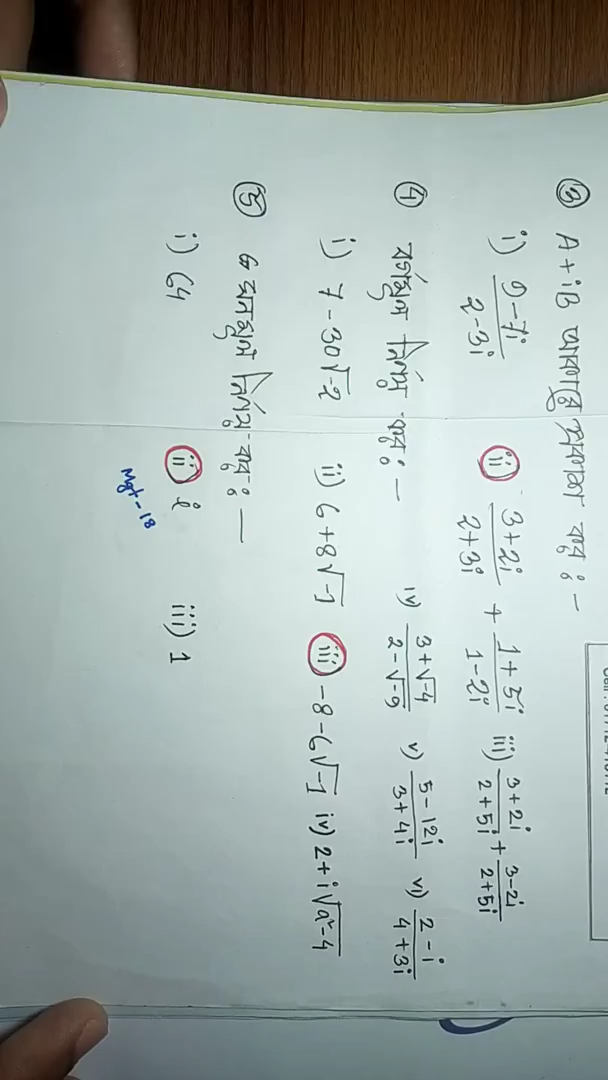 ③ A + iB আকারে প্রকাশ কর : —
i) 9-7i / 2-3i ii) 3+2i / 2+3i + 1+5i / 1-2i iii) 3+2i / 2+5i + 3-2i / 2+5i
iv) 3+√-4 / 2-√-9 v) 5-12i / 3+4i vi) 2-i / 4+3i
④ বর্গমূল নির্ণয় কর : —
i) 7-30√-2 ii) 6+8√-1 iii) -8-6√-1 iv) 2+i√a²-4
⑤ ঘনমূল নির্ণয় কর : —
i) 64 ii) i iii) 1
Mgt-18